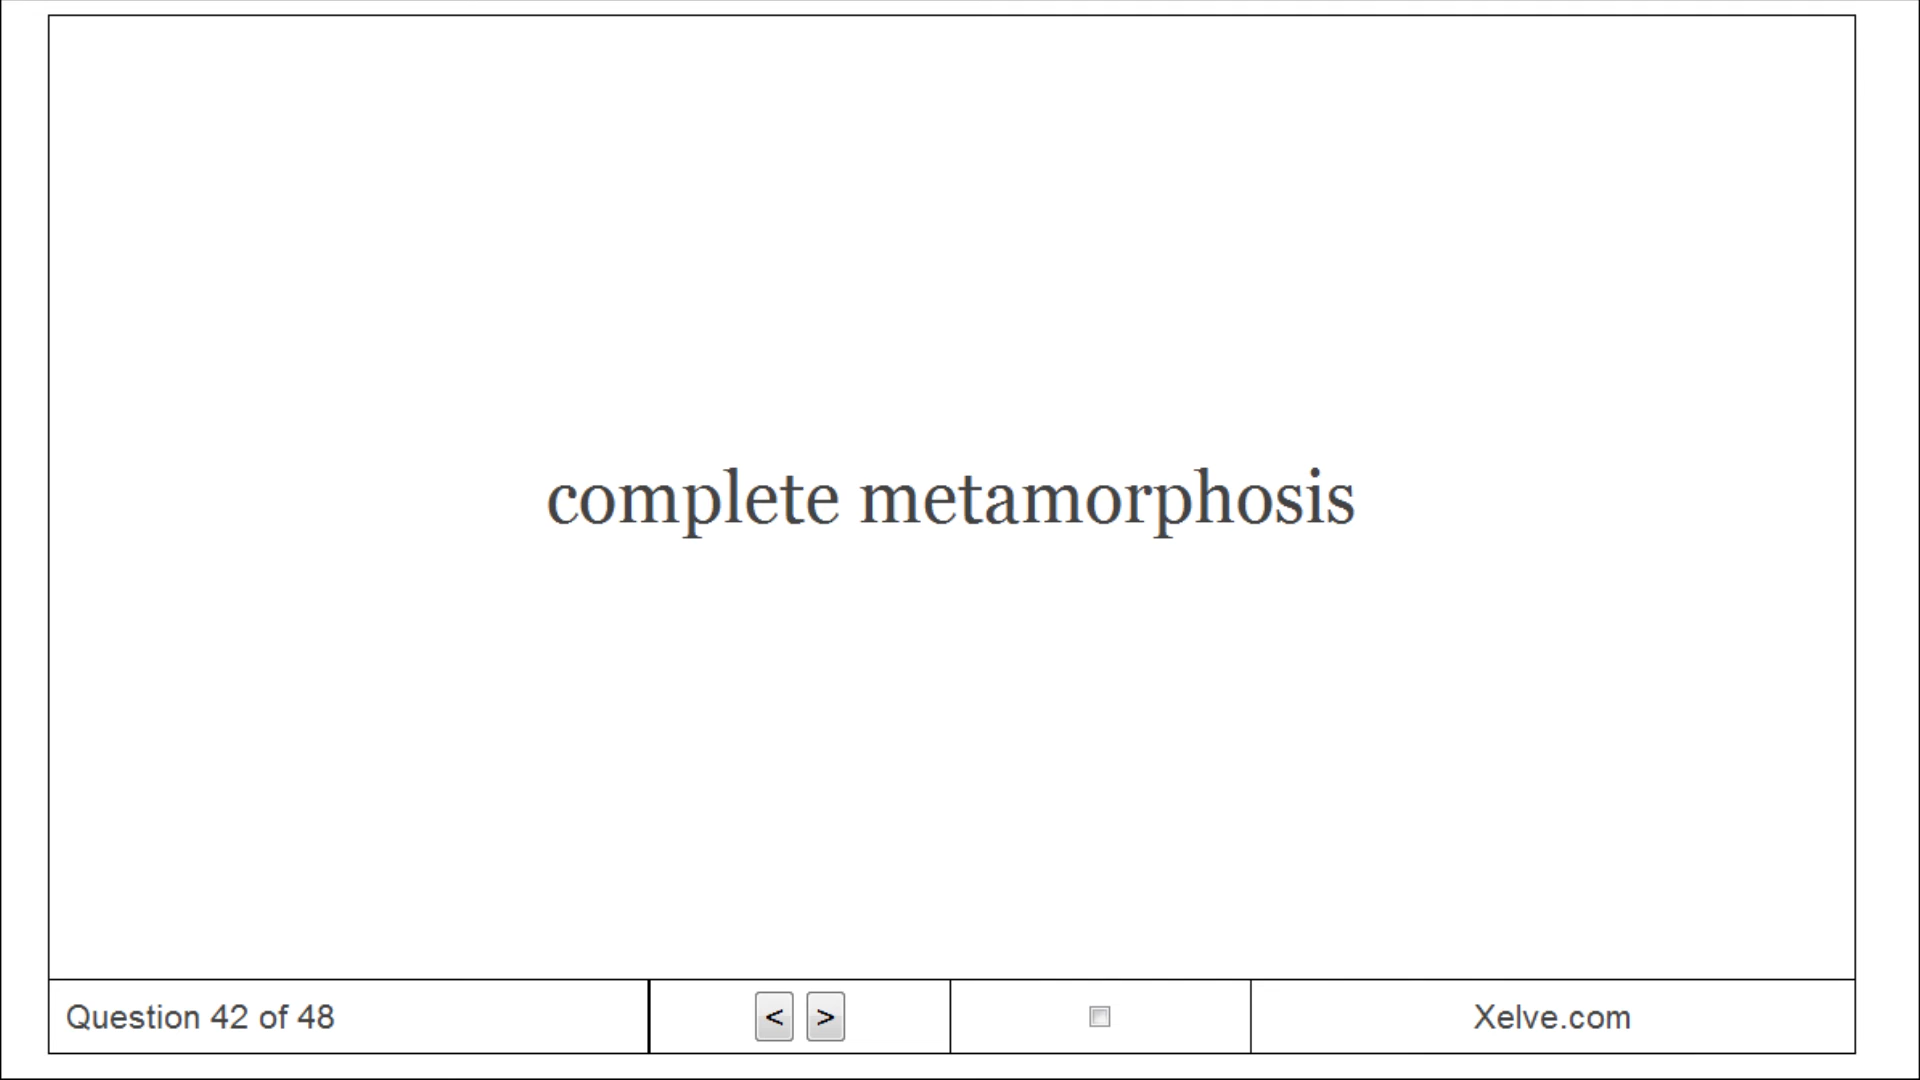 complete metamorphosis
Question 42 of 48
< >
Xelve.com